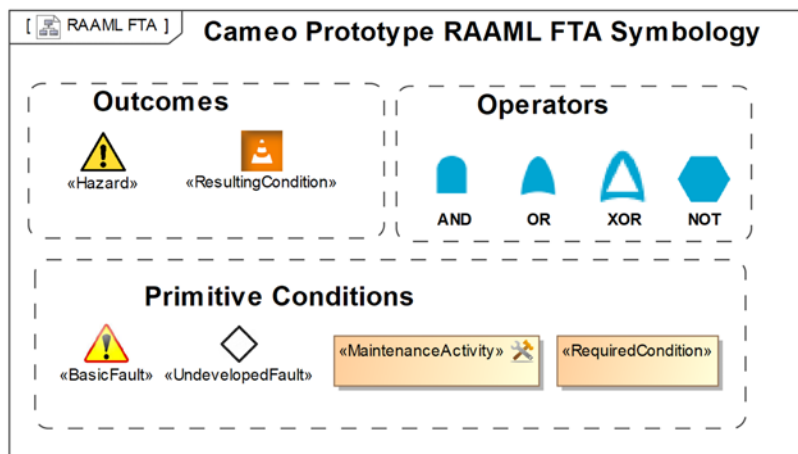 [ RAAML FTA ]
Cameo Prototype RAAML FTA Symbology
Outcomes
«Hazard»
«ResultingCondition»
Operators
AND
OR
XOR
NOT
Primitive Conditions
«BasicFault»
«UndevelopedFault»
«MaintenanceActivity»
«RequiredCondition»